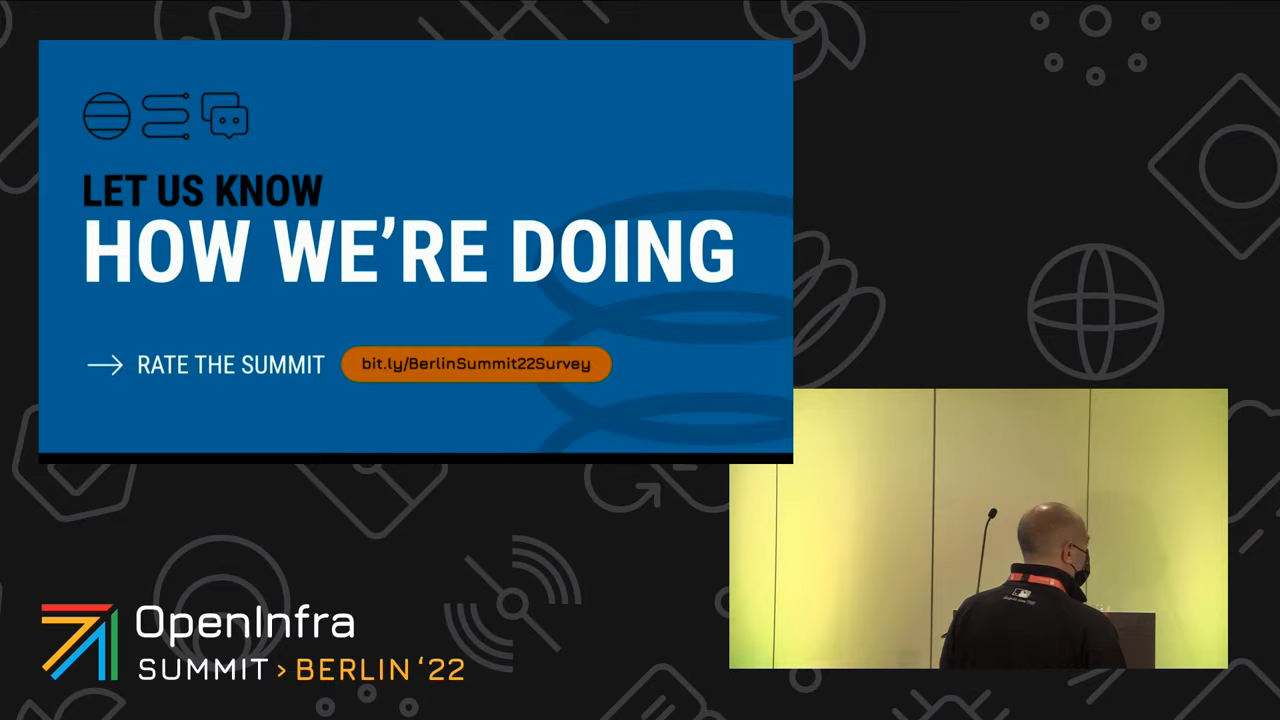 LET US KNOW
HOW WE'RE DOING
RATE THE SUMMIT
bit.ly/BerlinSummit22Survey
OpenInfra
SUMMIT > BERLIN '22